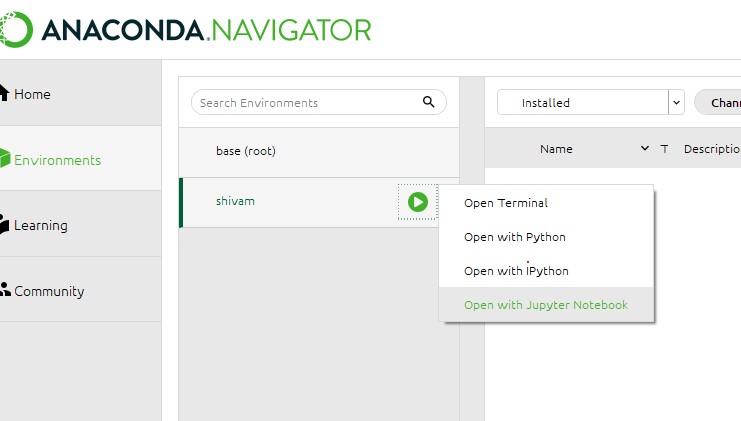 ANACONDA.NAVIGATOR
Home
Environments
Learning
Community
Search Environments
base (root)
shivam
Open Terminal
Open with Python
Open with IPython
Open with Jupyter Notebook
Installed
Chann
Name
T
Descriptio